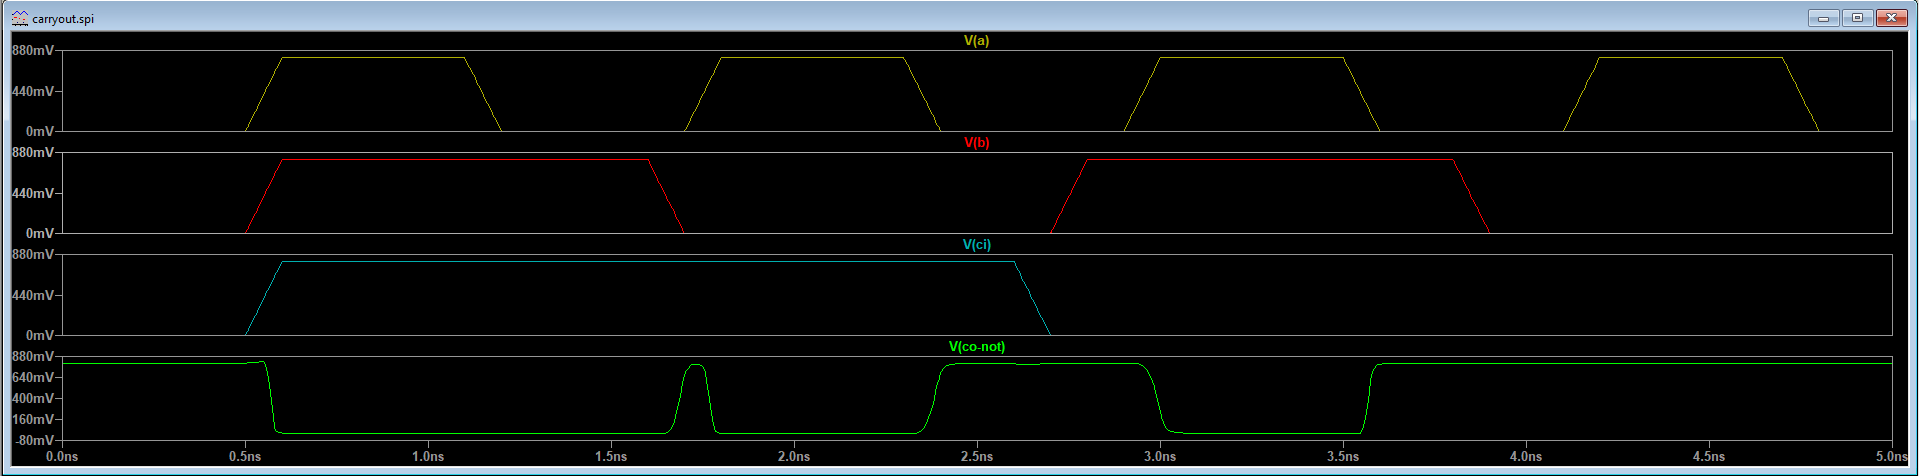 carryout.spi
V(a)
880mV
440mV
0mV
V(b)
880mV
440mV
0mV
V(ci)
880mV
440mV
0mV
V(co-not)
880mV
640mV
400mV
160mV
-80mV
0.0ns 0.5ns 1.0ns 1.5ns 2.0ns 2.5ns 3.0ns 3.5ns 4.0ns 4.5ns 5.0ns